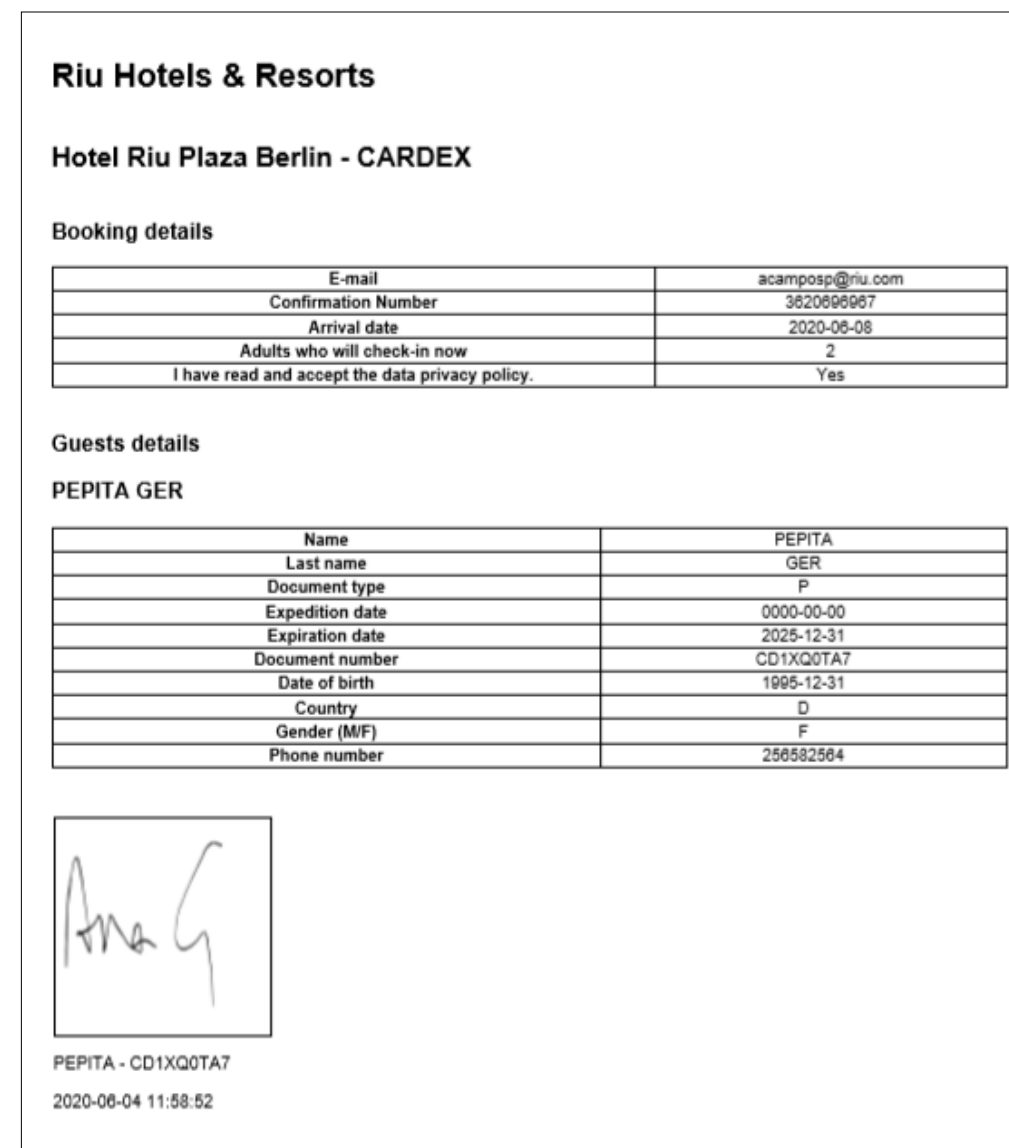 Riu Hotels & Resorts
Hotel Riu Plaza Berlin - CARDEX
Booking details
E-mail acamposp@riu.com
Confirmation Number 3620696967
Arrival date 2020-06-08
Adults who will check-in now 2
I have read and accept the data privacy policy. Yes
Guests details
PEPITA GER
Name PEPITA
Last name GER
Document type P
Expedition date 0000-00-00
Expiration date 2025-12-31
Document number CD1XQ0TA7
Date of birth 1995-12-31
Country D
Gender (M/F) F
Phone number 256582564
Ana G
PEPITA - CD1XQ0TA7
2020-06-04 11:58:52